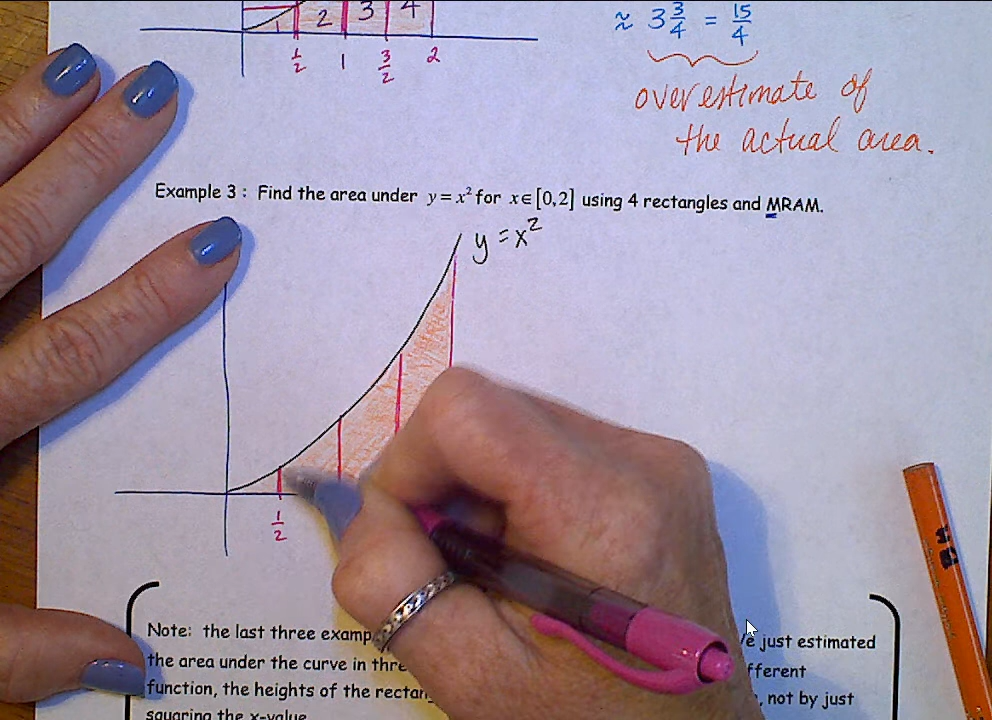 1 2 3 4
1/2 1 3/2 2
≈ 3 3/4 = 15/4
overestimate of
the actual area.
Example 3 : Find the area under y = x² for x∈[0,2] using 4 rectangles and MRAM.
y = x²
1/2
Note: the last three examp
e just estimated
the area under the curve in thre
fferent
function, the heights of the rectan
, not by just
squaring the x-value